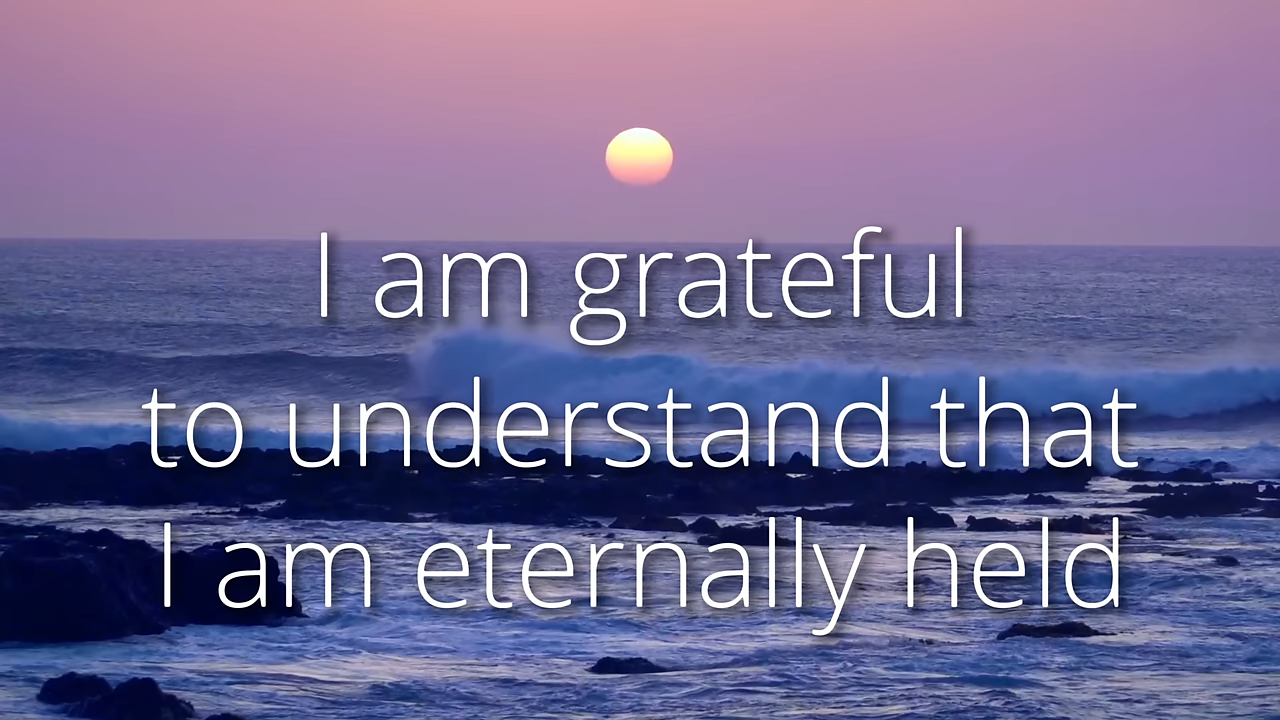 I am grateful
to understand that
I am eternally held